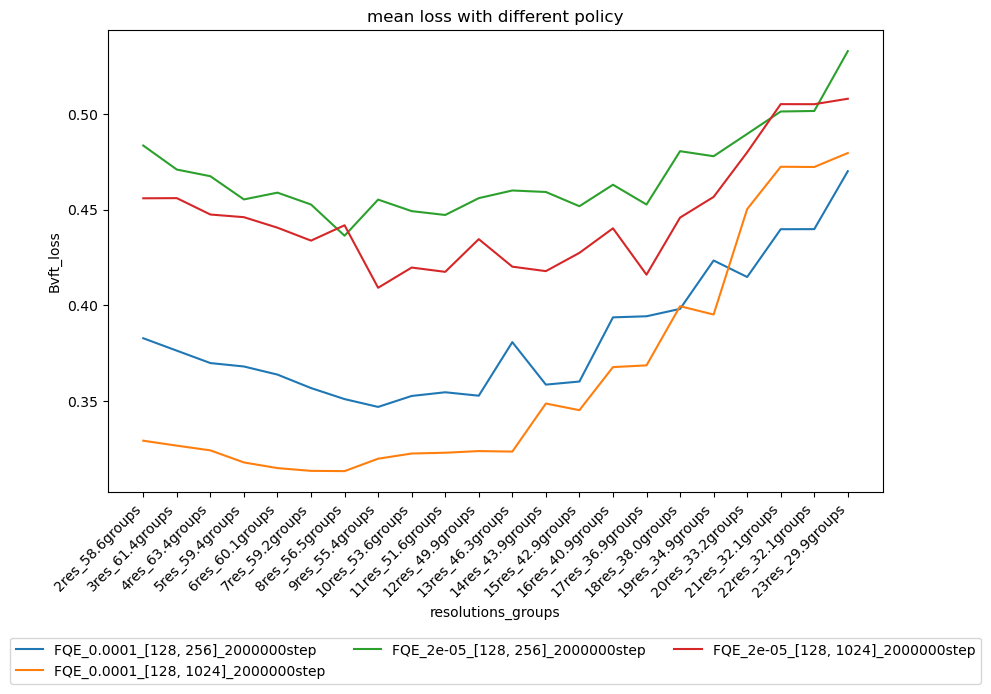 mean loss with different policy
Bvft_loss
0.50
0.45
0.40
0.35
2res_58.6groups
3res_61.4groups
4res_63.4groups
5res_59.4groups
6res_60.1groups
7res_59.2groups
8res_56.5groups
9res_55.4groups
10res_53.6groups
11res_51.6groups
12res_49.9groups
13res_46.3groups
14res_43.9groups
15res_42.9groups
16res_40.9groups
17res_36.9groups
18res_38.0groups
19res_34.9groups
20res_33.2groups
21res_32.1groups
22res_32.1groups
23res_29.9groups
resolutions_groups
FQE_0.0001_[128, 256]_2000000step
FQE_0.0001_[128, 1024]_2000000step
FQE_2e-05_[128, 256]_2000000step
FQE_2e-05_[128, 1024]_2000000step